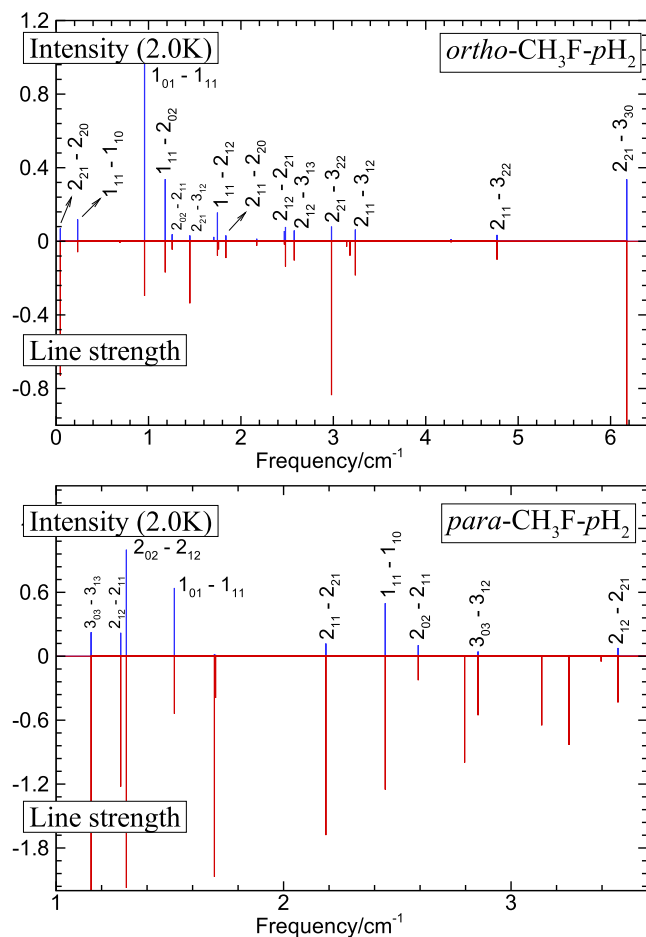 1.2
Intensity (2.0K)
ortho-CH₃F-pH₂
1₀₁ - 1₁₁
0.8
2₂₁ - 2₂₀
1₁₁ - 1₁₀
1₁₁ - 2₀₂
2₀₂ - 2₁₁
2₂₁ - 3₁₂
1₁₁ - 2₁₂
2₁₁ - 2₂₀
2₁₂ - 2₂₁
2₁₂ - 3₁₃
2₂₁ - 3₂₂
2₁₁ - 3₁₂
2₁₁ - 3₂₂
2₂₁ - 3₃₀
0.4
0
-0.4
Line strength
-0.8
0 1 2 3 4 5 6
Frequency/cm⁻¹
Intensity (2.0K)
para-CH₃F-pH₂
2₀₂ - 2₁₂
1₀₁ - 1₁₁
3₀₃ - 3₁₃
2₁₂ - 2₁₁
2₁₁ - 2₂₁
1₁₁ - 1₁₀
2₀₂ - 2₁₁
3₀₃ - 3₁₂
2₁₂ - 2₂₁
0.6
0
-0.6
-1.2
Line strength
-1.8
1 2 3
Frequency/cm⁻¹